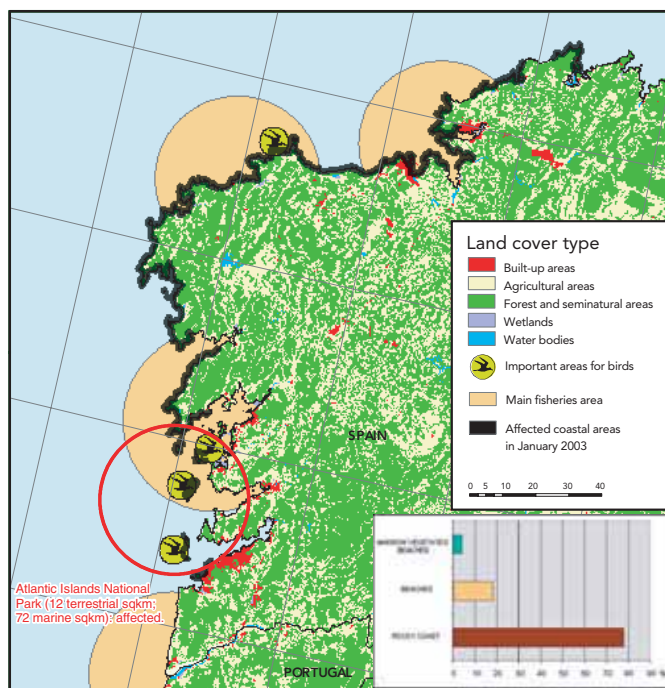 Land cover type
Built-up areas
Agricultural areas
Forest and seminatural areas
Wetlands
Water bodies
Important areas for birds
Main fisheries area
Affected coastal areas
in January 2003
0 5 10 20 30 40
SPAIN
Atlantic Islands National
Park (12 terrestrial sqkm;
72 marine sqkm): affected.
BEACHES
BEACHES
ROCKY COAST
0 10 20 30 40 50 60 70 80 90
PORTUGAL